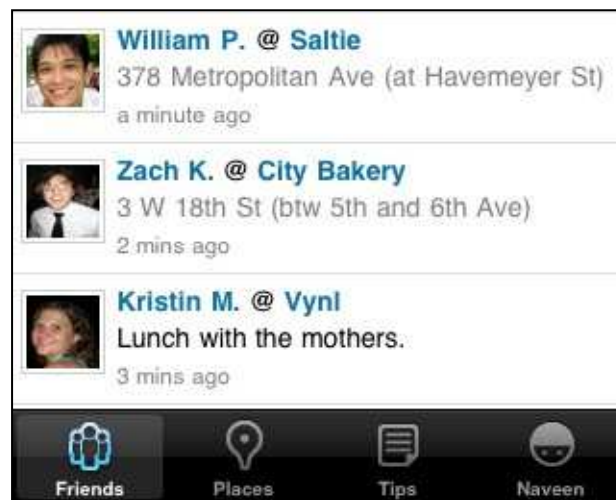 William P. @ Saltie
378 Metropolitan Ave (at Havemeyer St)
a minute ago
Zach K. @ City Bakery
3 W 18th St (btw 5th and 6th Ave)
2 mins ago
Kristin M. @ Vynl
Lunch with the mothers.
3 mins ago
Friends Places Tips Naveen